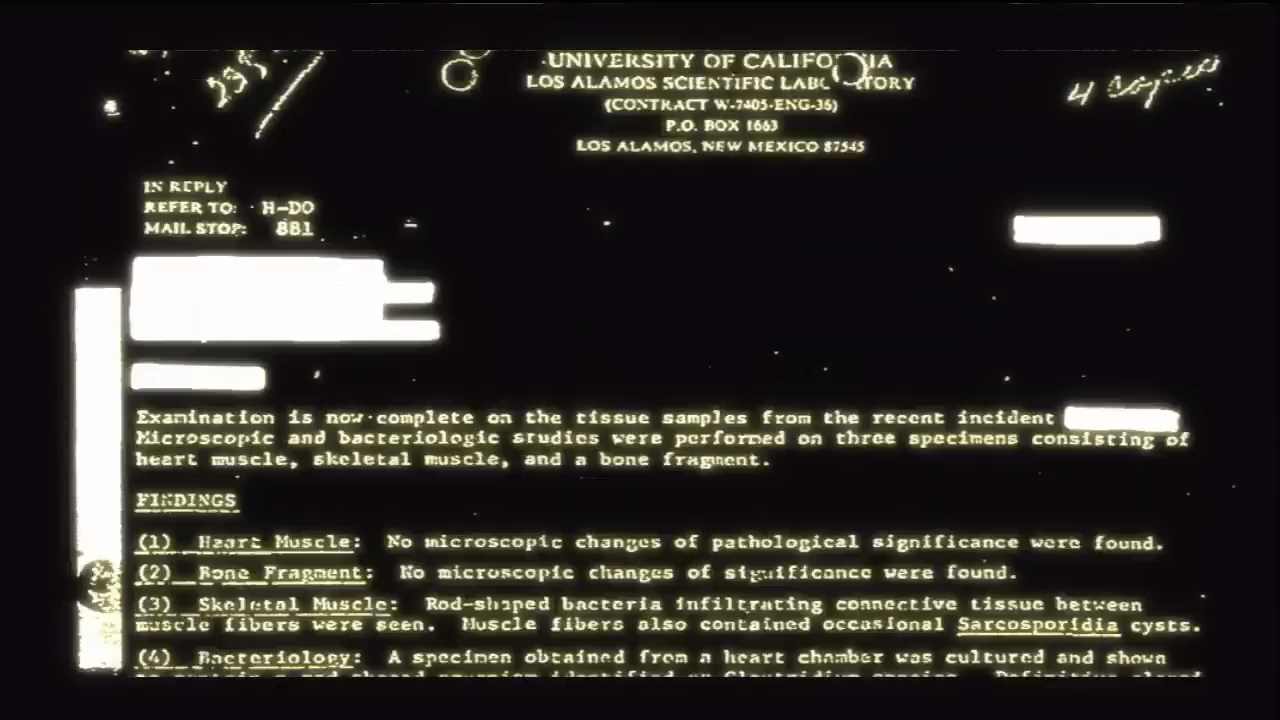 4 copies
UNIVERSITY OF CALIFO IA
LOS ALAMOS SCIENTIFIC LAB TORY
(CONTRACT W-7405-ENG-36)
P.O. BOX 1663
LOS ALAMOS, NEW MEXICO 87545
IN REPLY
REFER TO: H-DO
MAIL STOP: 881
Examination is now complete on the tissue samples from the recent incident
Microscopic and bacteriologic studies were performed on three specimens consisting of
heart muscle, skeletal muscle, and a bone fragment.
FINDINGS
(1) Heart Muscle: No microscopic changes of pathological significance were found.
(2) Bone Fragment: No microscopic changes of significance were found.
(3) Skeletal Muscle: Rod-shaped bacteria infiltrating connective tissue between
muscle fibers were seen. Muscle fibers also contained occasional Sarcosporidia cysts.
(4) Bacteriology: A specimen obtained from a heart chamber was cultured and shown